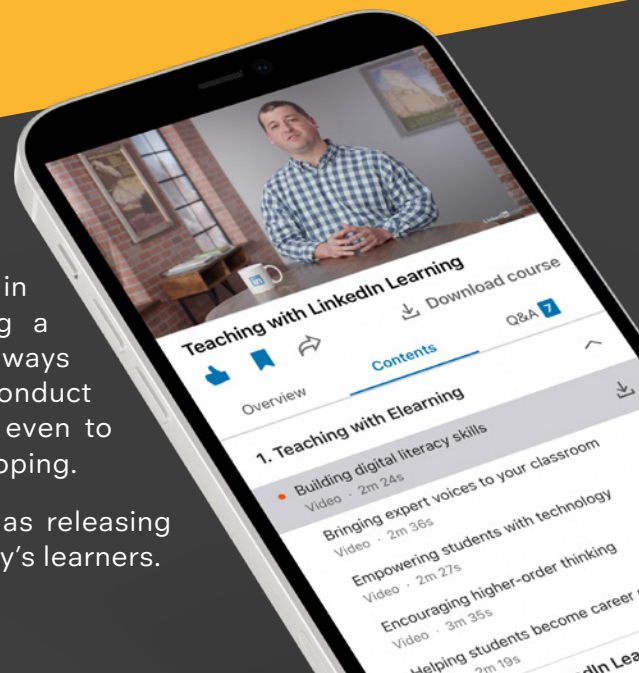 in
g a
ways
onduct
even to
pping.
as releasing
y's learners.
LinkedIn
Teaching with LinkedIn Learning
Download course
Overview
Contents
Q&A 7
1. Teaching with Elearning
Building digital literacy skills
Video · 2m 24s
Bringing expert voices to your classroom
Video · 2m 36s
Empowering students with technology
Video · 2m 27s
Encouraging higher-order thinking
Video · 3m 35s
Helping students become career
2m 19s
dIn Lea